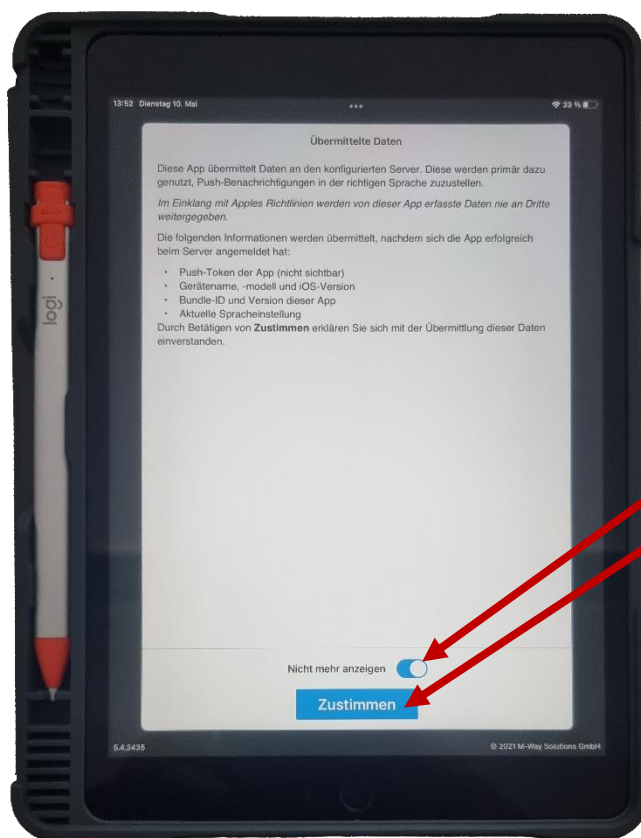 13:52 Dienstag 10. Mai
33 %
Übermittelte Daten
Diese App übermittelt Daten an den konfigurierten Server. Diese werden primär dazu
genutzt, Push-Benachrichtigungen in der richtigen Sprache zuzustellen.
Im Einklang mit Apples Richtlinien werden von dieser App erfasste Daten nie an Dritte
weitergegeben.
Die folgenden Informationen werden übermittelt, nachdem sich die App erfolgreich
beim Server angemeldet hat:
· Push-Token der App (nicht sichtbar)
· Gerätename, -modell und iOS-Version
· Bundle-ID und Version dieser App
· Aktuelle Spracheinstellung
Durch Betätigen von Zustimmen erklären Sie sich mit der Übermittlung dieser Daten
einverstanden.
logi
Nicht mehr anzeigen
Zustimmen
5.4.3435
© 2021 M-Way Solutions GmbH